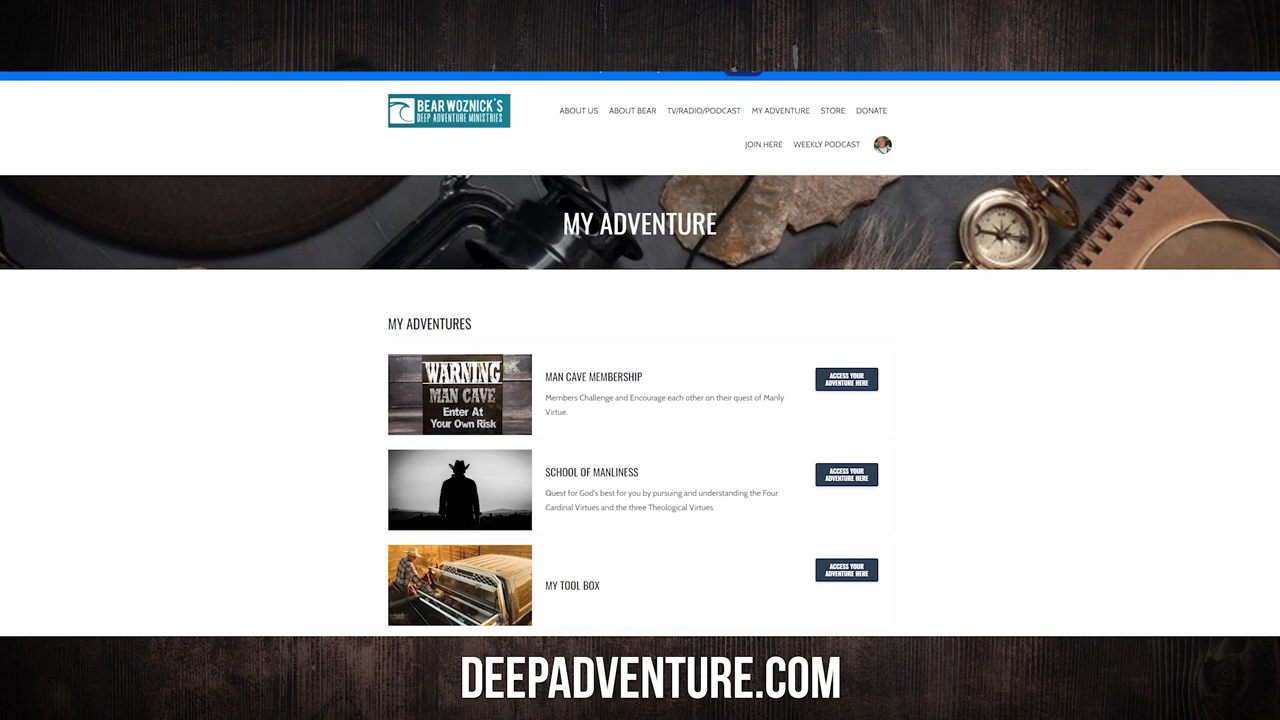 BEAR WOZNICK'S
DEEP ADVENTURE MINISTRIES
ABOUT US ABOUT BEAR TV/RADIO/PODCAST MY ADVENTURE STORE DONATE
JOIN HERE WEEKLY PODCAST
MY ADVENTURE
MY ADVENTURES
WARNING
MAN CAVE
Enter At
Your Own Risk
MAN CAVE MEMBERSHIP
Members Challenge and Encourage each other on their quest of Manly
Virtue.
ACCESS YOUR
ADVENTURE HERE
SCHOOL OF MANLINESS
Quest for God's best for you by pursuing and understanding the Four
Cardinal Virtues and the three Theological Virtues
ACCESS YOUR
ADVENTURE HERE
MY TOOL BOX
ACCESS YOUR
ADVENTURE HERE
DEEPADVENTURE.COM